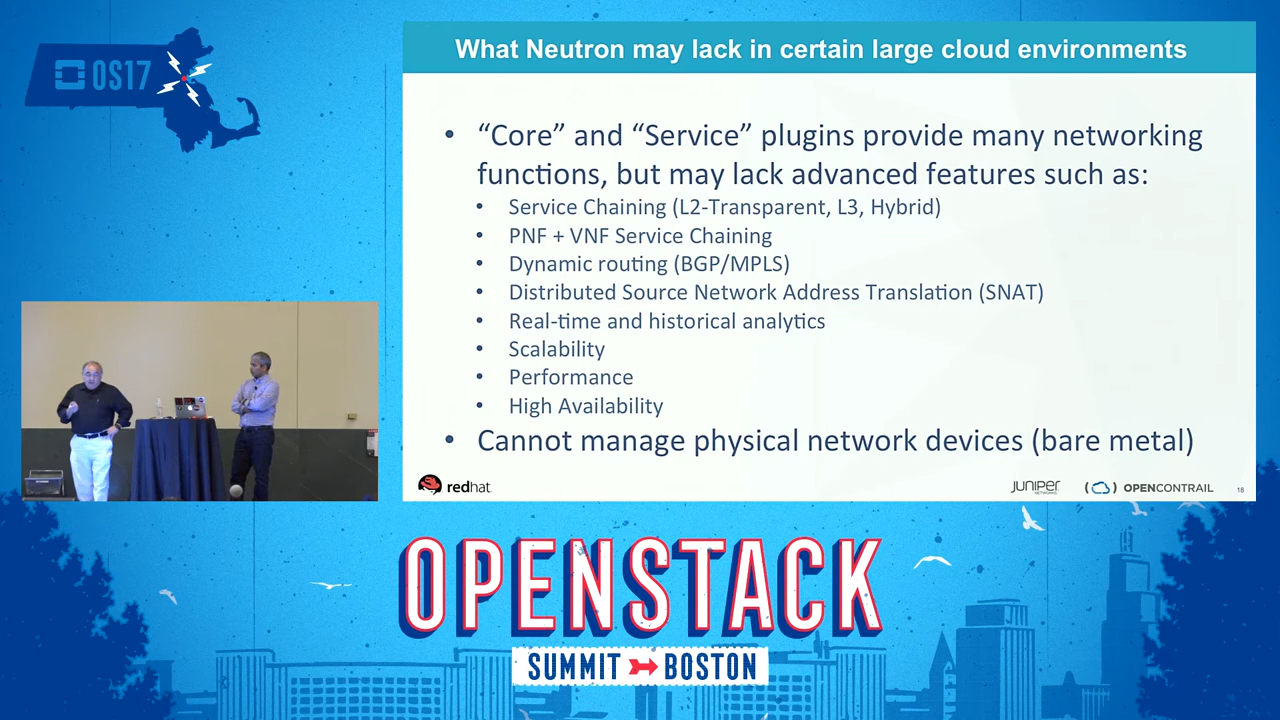 OS17
What Neutron may lack in certain large cloud environments
• “Core” and “Service” plugins provide many networking
functions, but may lack advanced features such as:
• Service Chaining (L2-Transparent, L3, Hybrid)
• PNF + VNF Service Chaining
• Dynamic routing (BGP/MPLS)
• Distributed Source Network Address Translation (SNAT)
• Real-time and historical analytics
• Scalability
• Performance
• High Availability
• Cannot manage physical network devices (bare metal)
redhat
JUNIPER
NETWORKS
OPENCONTRAIL
18
OPENSTACK
SUMMIT BOSTON